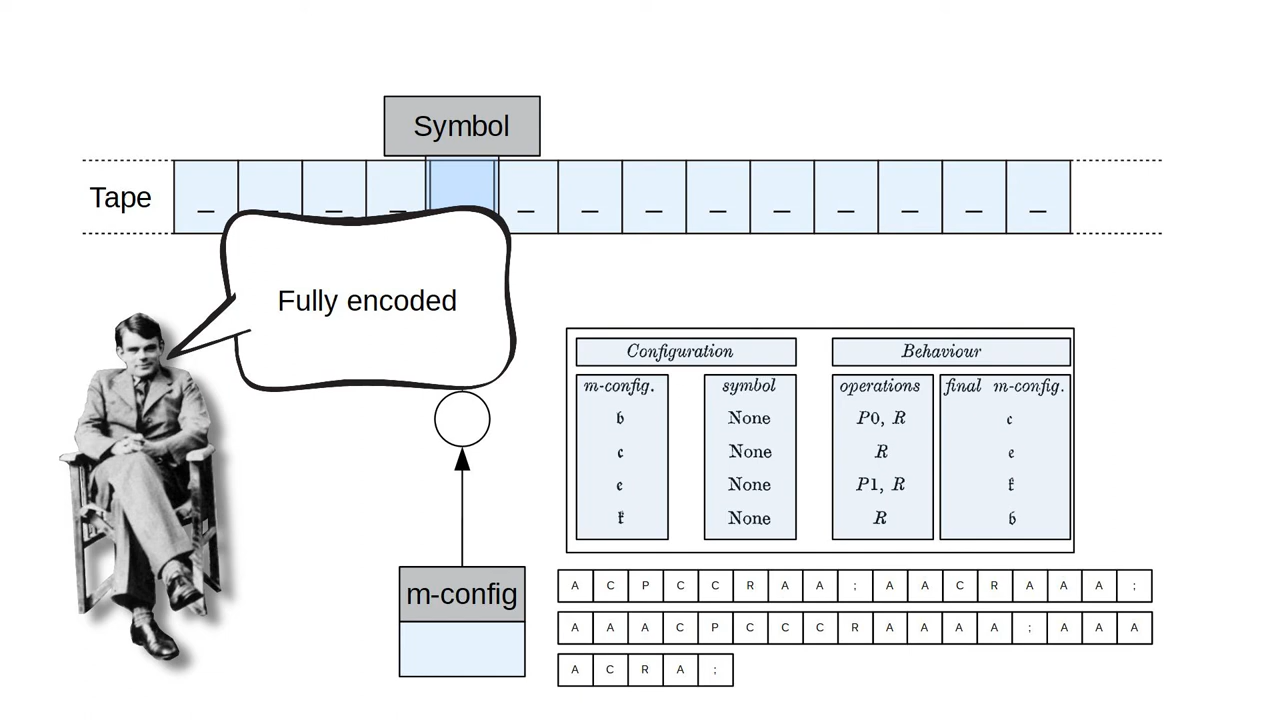 Symbol
Tape _ _ _ _ _ _ _ _ _ _ _ _ _
Fully encoded
Configuration Behaviour
m-config. symbol operations final m-config.
𝔟 None P0, R 𝔠
𝔠 None R 𝔢
𝔢 None P1, R 𝔨
𝔨 None R 𝔟
m-config
A C P C C R A A ; A A C R A A A ;
A A A C P C C C R A A A A ; A A A
A C R A ;